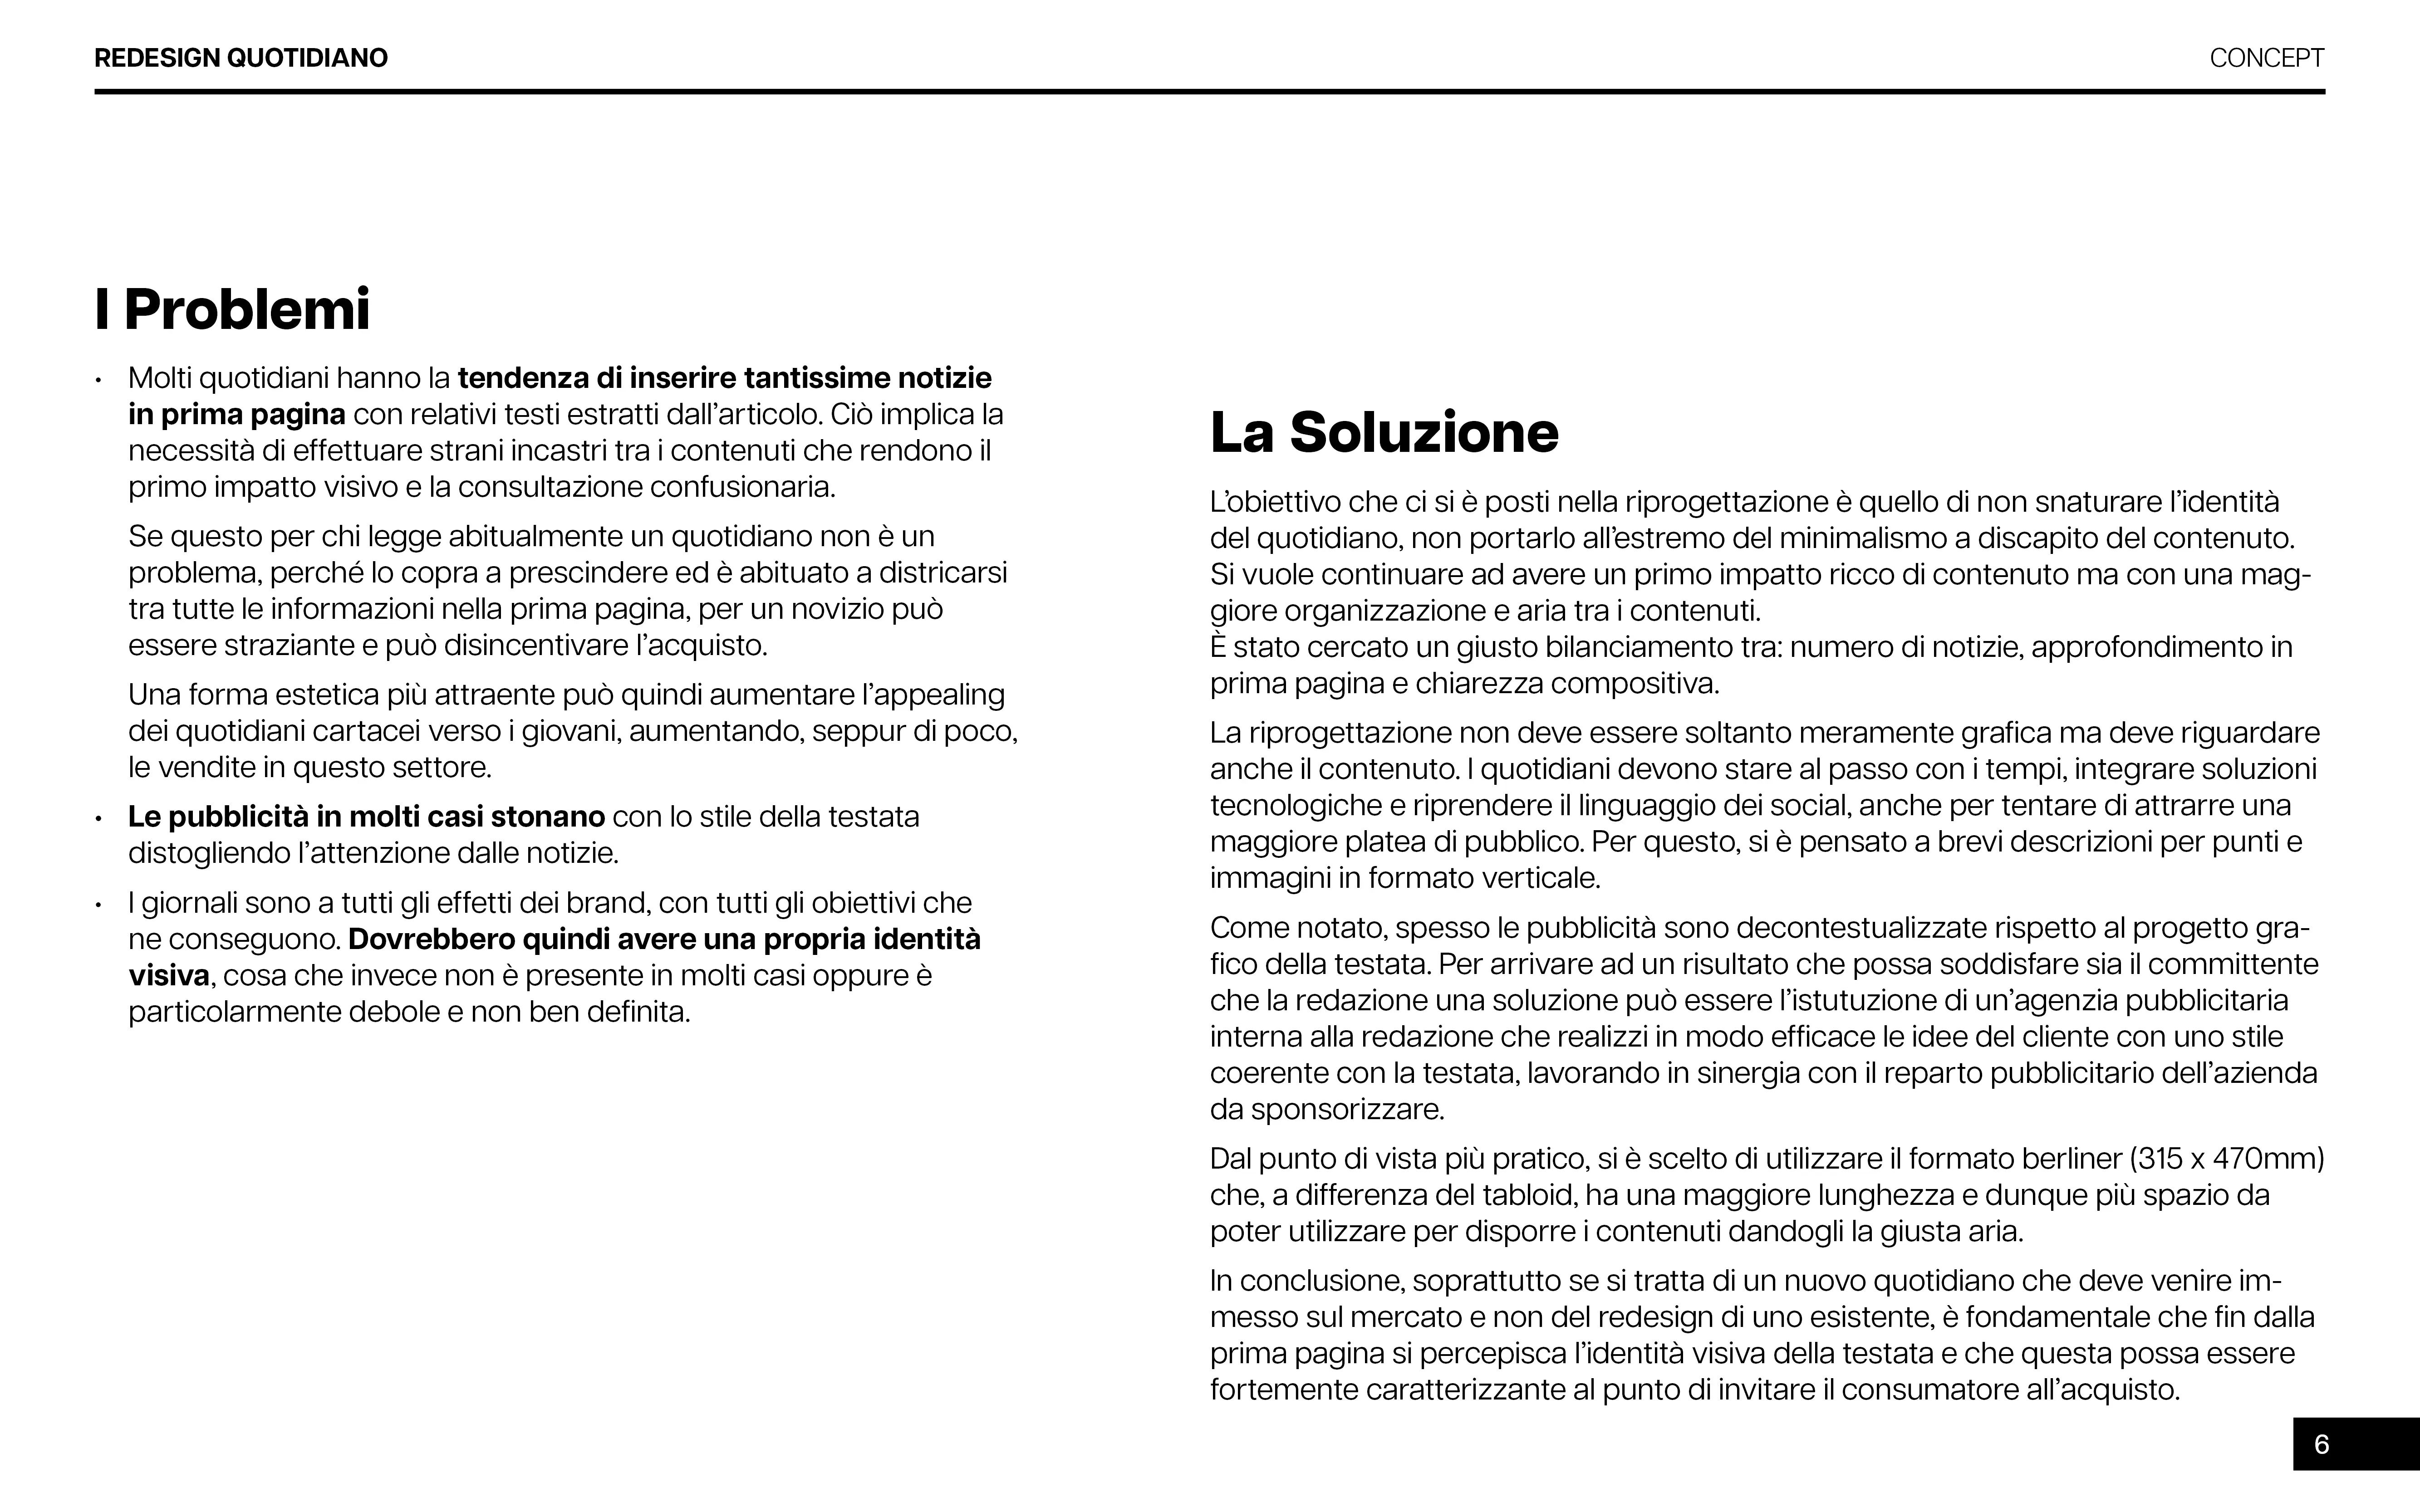 REDESIGN QUOTIDIANO
CONCEPT
I Problemi
• Molti quotidiani hanno la tendenza di inserire tantissime notizie
in prima pagina con relativi testi estratti dall’articolo. Ciò implica la
necessità di effettuare strani incastri tra i contenuti che rendono il
primo impatto visivo e la consultazione confusionaria.
Se questo per chi legge abitualmente un quotidiano non è un
problema, perché lo copra a prescindere ed è abituato a districarsi
tra tutte le informazioni nella prima pagina, per un novizio può
essere straziante e può disincentivare l’acquisto.
Una forma estetica più attraente può quindi aumentare l’appealing
dei quotidiani cartacei verso i giovani, aumentando, seppur di poco,
le vendite in questo settore.
• Le pubblicità in molti casi stonano con lo stile della testata
distogliendo l’attenzione dalle notizie.
• I giornali sono a tutti gli effetti dei brand, con tutti gli obiettivi che
ne conseguono. Dovrebbero quindi avere una propria identità
visiva, cosa che invece non è presente in molti casi oppure è
particolarmente debole e non ben definita.
La Soluzione
L’obiettivo che ci si è posti nella riprogettazione è quello di non snaturare l’identità
del quotidiano, non portarlo all’estremo del minimalismo a discapito del contenuto.
Si vuole continuare ad avere un primo impatto ricco di contenuto ma con una mag-
giore organizzazione e aria tra i contenuti.
È stato cercato un giusto bilanciamento tra: numero di notizie, approfondimento in
prima pagina e chiarezza compositiva.
La riprogettazione non deve essere soltanto meramente grafica ma deve riguardare
anche il contenuto. I quotidiani devono stare al passo con i tempi, integrare soluzioni
tecnologiche e riprendere il linguaggio dei social, anche per tentare di attrarre una
maggiore platea di pubblico. Per questo, si è pensato a brevi descrizioni per punti e
immagini in formato verticale.
Come notato, spesso le pubblicità sono decontestualizzate rispetto al progetto gra-
fico della testata. Per arrivare ad un risultato che possa soddisfare sia il committente
che la redazione una soluzione può essere l’istutuzione di un’agenzia pubblicitaria
interna alla redazione che realizzi in modo efficace le idee del cliente con uno stile
coerente con la testata, lavorando in sinergia con il reparto pubblicitario dell’azienda
da sponsorizzare.
Dal punto di vista più pratico, si è scelto di utilizzare il formato berliner (315 x 470mm)
che, a differenza del tabloid, ha una maggiore lunghezza e dunque più spazio da
poter utilizzare per disporre i contenuti dandogli la giusta aria.
In conclusione, soprattutto se si tratta di un nuovo quotidiano che deve venire im-
messo sul mercato e non del redesign di uno esistente, è fondamentale che fin dalla
prima pagina si percepisca l’identità visiva della testata e che questa possa essere
fortemente caratterizzante al punto di invitare il consumatore all’acquisto.
6